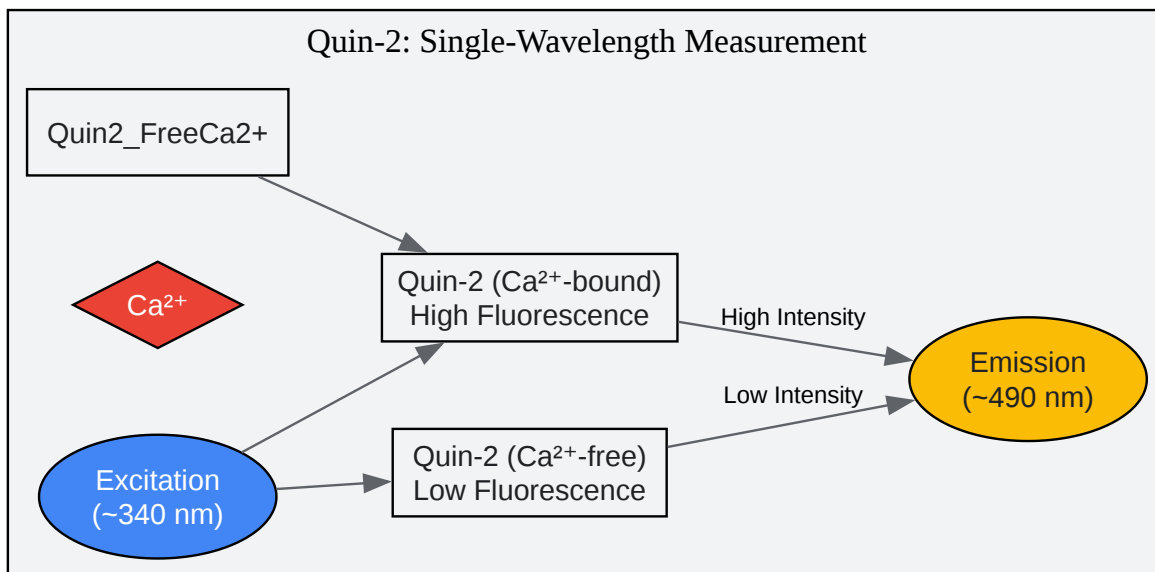 Quin-2: Single-Wavelength Measurement
Quin2_FreeCa2+
Ca²⁺
Quin-2 (Ca²⁺-bound)
High Fluorescence
High Intensity
Emission
(~490 nm)
Low Intensity
Quin-2 (Ca²⁺-free)
Low Fluorescence
Excitation
(~340 nm)